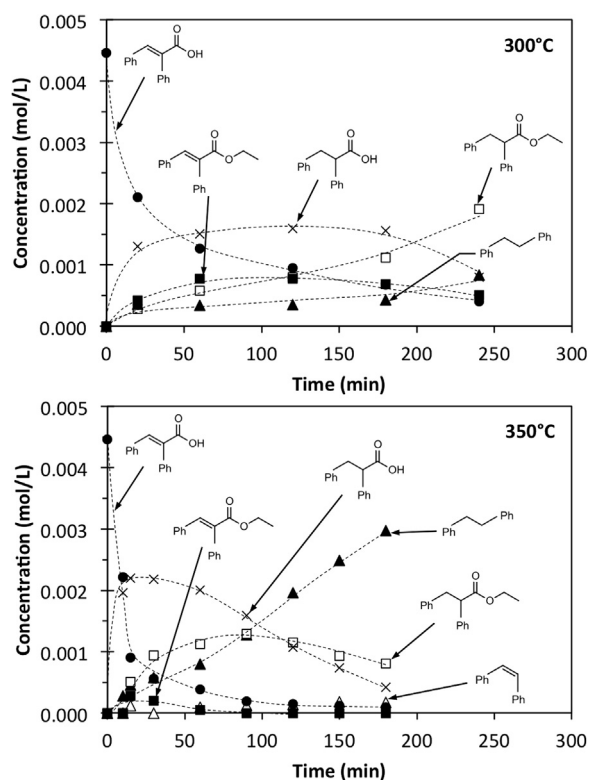 0.005
0.004
0.003
0.002
0.001
0.000
Concentration (mol/L)
300°C
O
OH
Ph
Ph
O
O
Ph
Ph
O
OH
Ph
Ph
O
O
Ph
Ph
Ph
Ph
0 50 100 150 200 250 300
Time (min)
0.005
0.004
0.003
0.002
0.001
0.000
Concentration (mol/L)
350°C
O
OH
Ph
Ph
O
O
Ph
Ph
O
OH
Ph
Ph
Ph
Ph
O
O
Ph
Ph
Ph
Ph
0 50 100 150 200 250 300
Time (min)